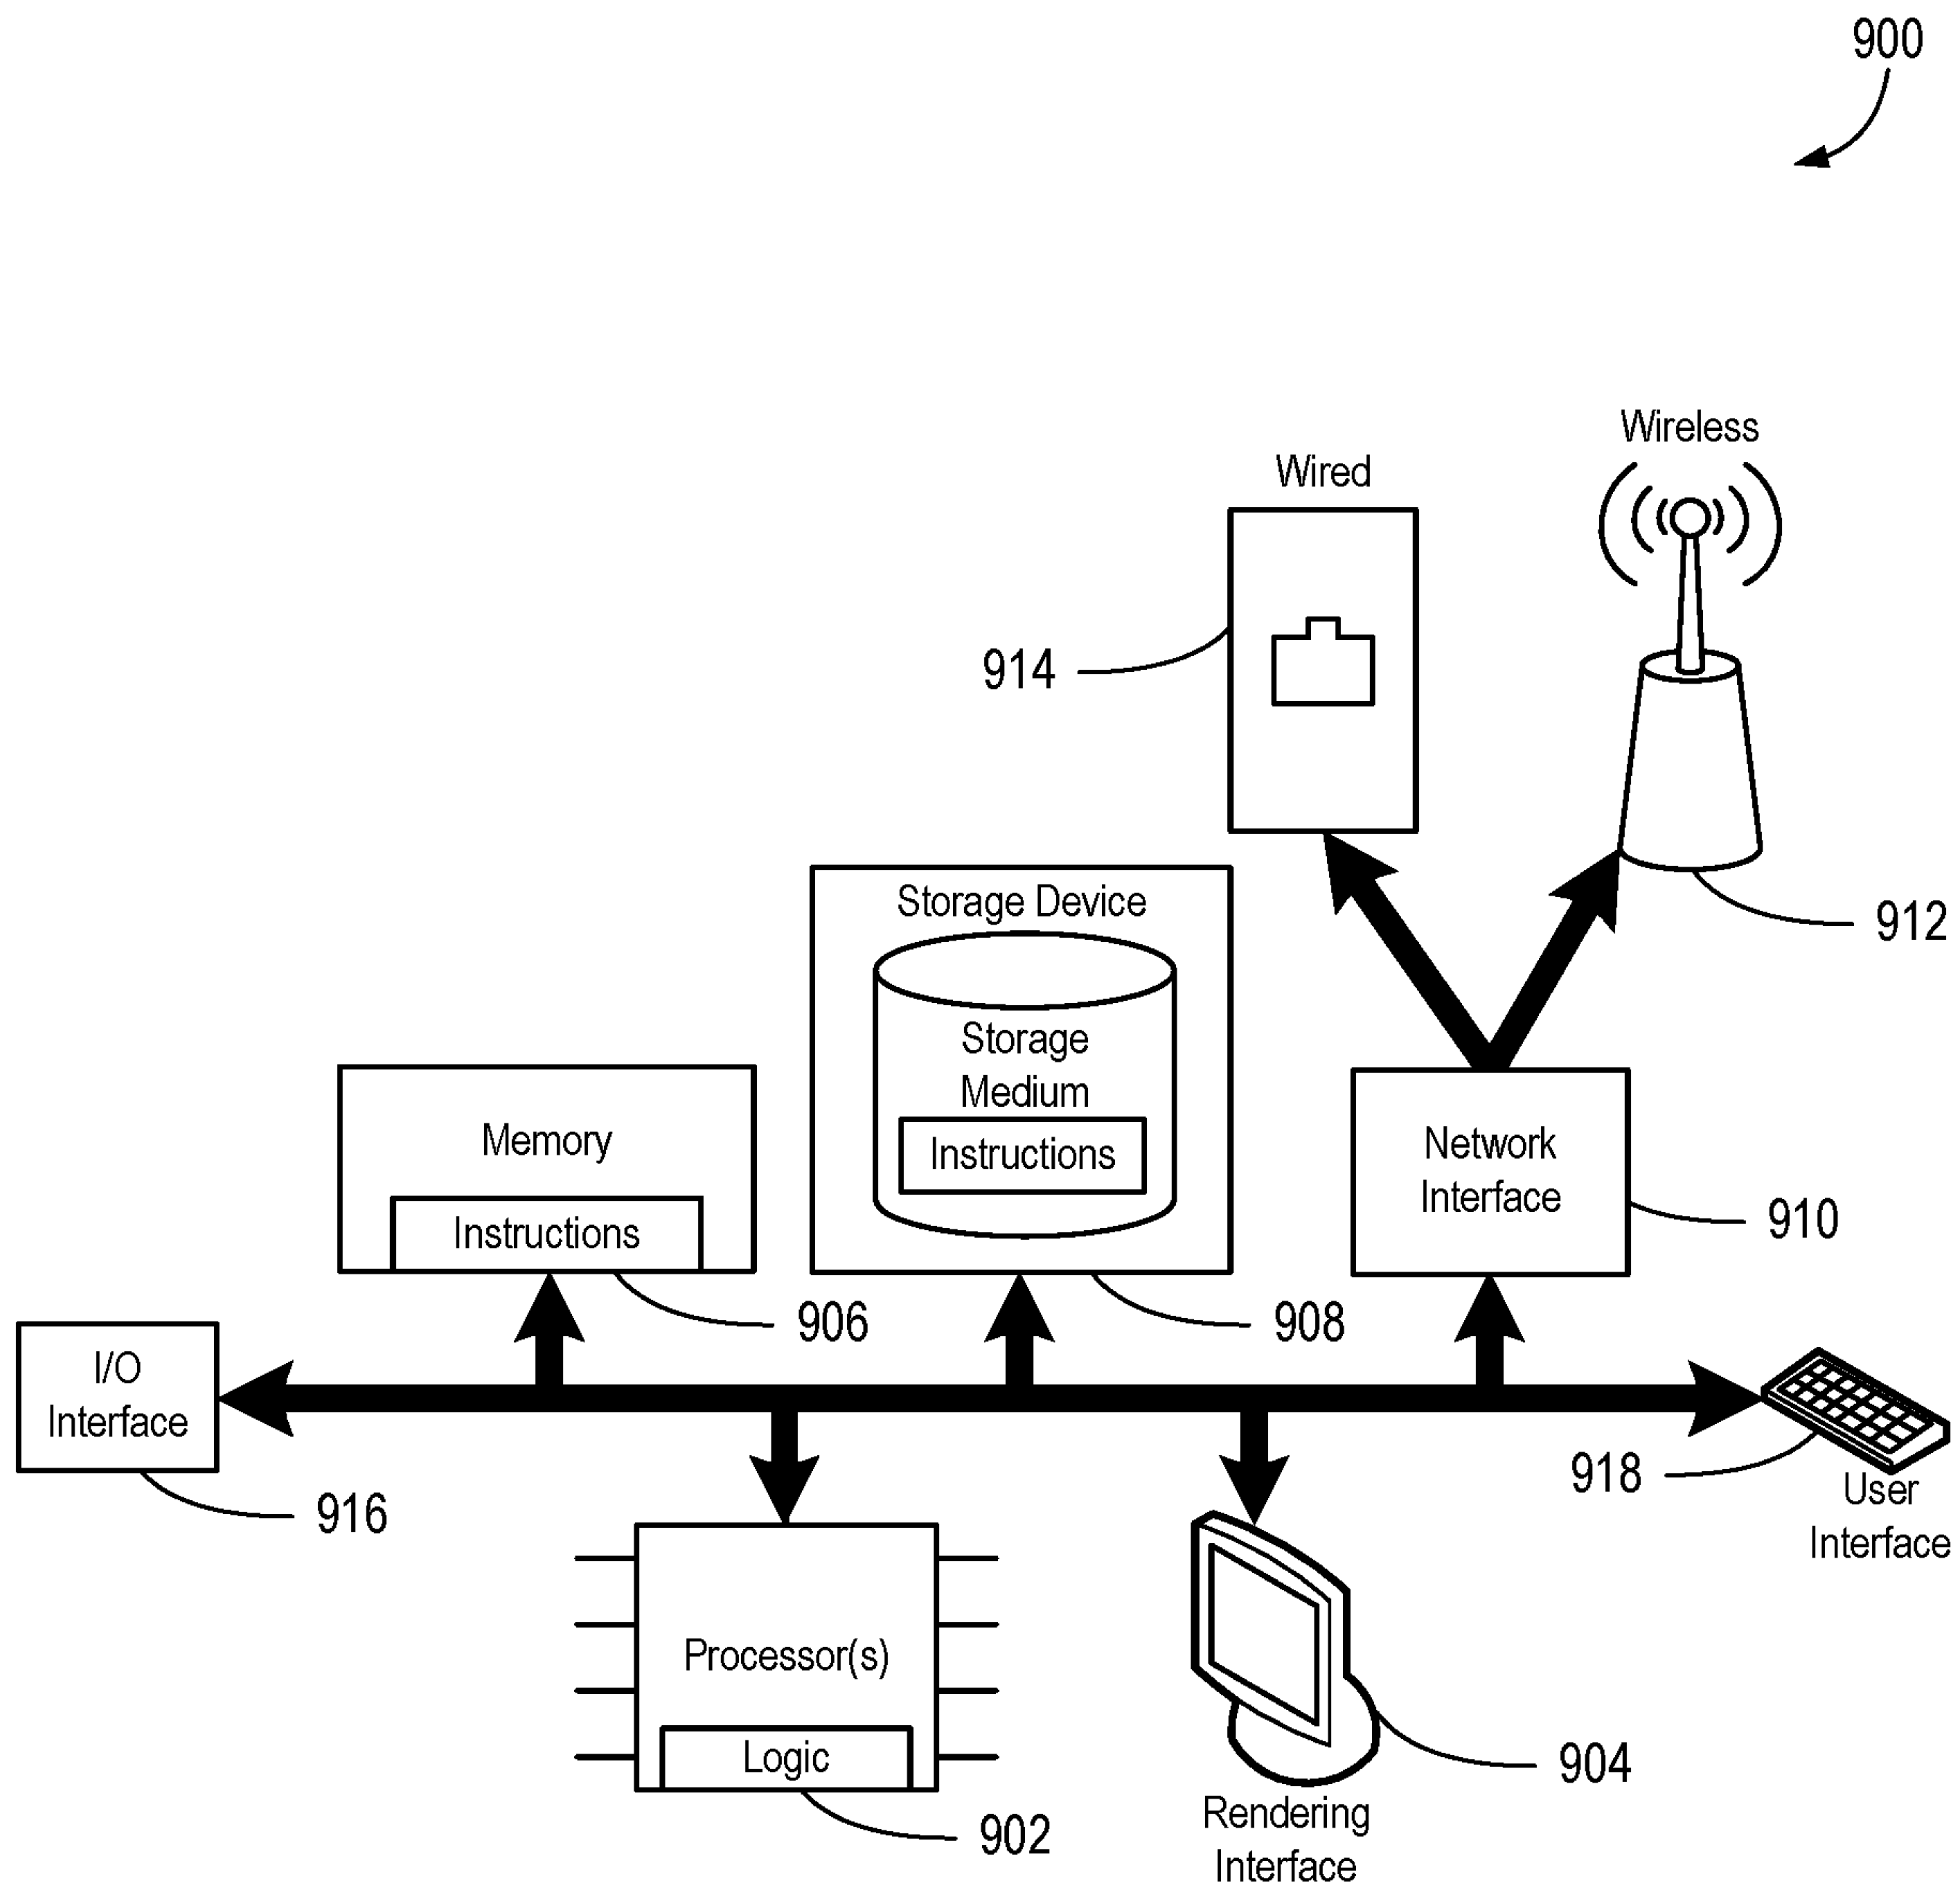 900
Wireless
Wired
914
912
Storage Device
Storage
Medium
Instructions
Memory
Instructions
Network
Interface
910
906
908
I/O
Interface
916
918
User
Interface
Processor(s)
Logic
902
904
Rendering
Interface